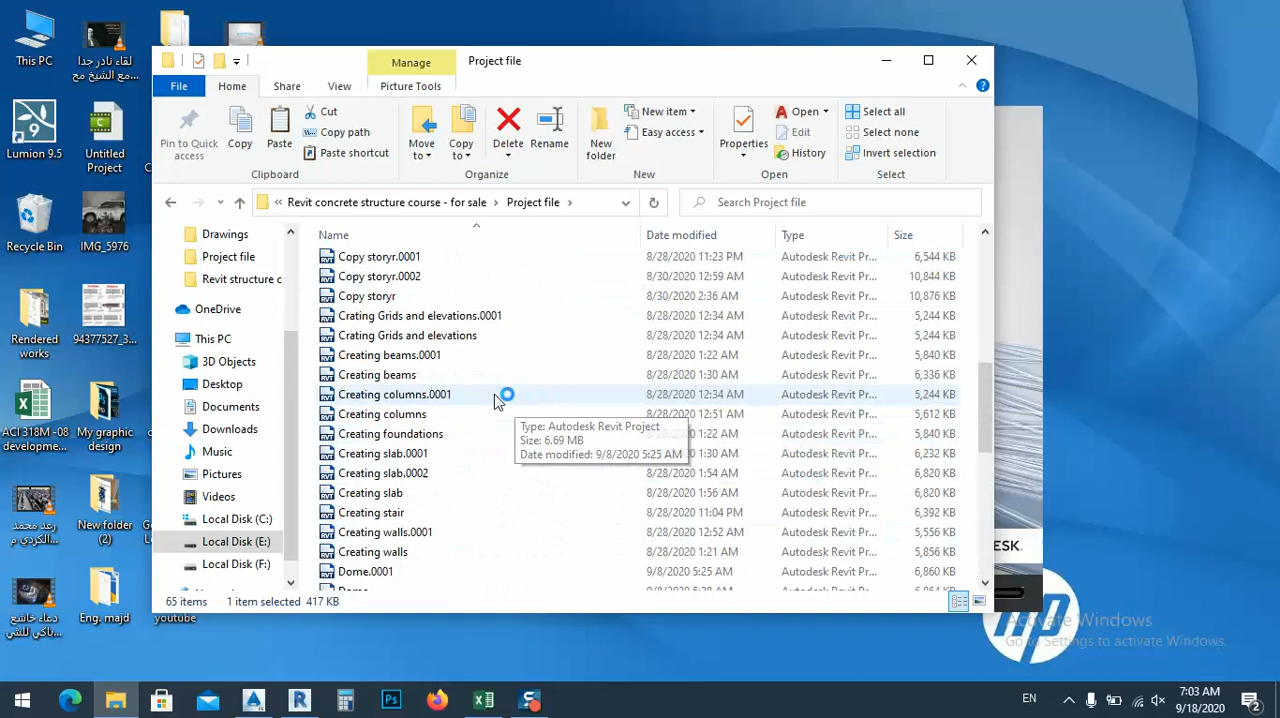 This PC
لقاء نادر جدا
مع الشيخ مح...
Lumion 9.5
Untitled
Project
Recycle Bin
IMG_5976
Rendered
works
94377527_3...
ACI 318M -08
developme...
My graphic
design
رعد محمد
الكردي م...
New folder
(2)
دعاء خاشع
باكي للشي...
Eng. majd
youtube
Manage
Project file
File
Home
Share
View
Picture Tools
Pin to Quick
access
Copy
Paste
Cut
Copy path
Paste shortcut
Clipboard
Move
to
Copy
to
Delete
Rename
Organize
New
folder
New item
Easy access
New
Properties
Open
Edit
History
Open
Select all
Select none
Invert selection
Select
« Revit concrete structure course - for sale > Project file >
Search Project file
Drawings
Project file
Revit structure c
OneDrive
This PC
3D Objects
Desktop
Documents
Downloads
Music
Pictures
Videos
Local Disk (C:)
Local Disk (E:)
Local Disk (F:)
Name Date modified Type Size
Copy storyr.0001 8/28/2020 11:23 PM Autodesk Revit Pr... 6,544 KB
Copy storyr.0002 8/30/2020 12:59 AM Autodesk Revit Pr... 10,844 KB
Copy storyr 8/30/2020 2:36 AM Autodesk Revit Pr... 10,876 KB
Crating Grids and elevations.0001 8/28/2020 12:34 AM Autodesk Revit Pr... 5,244 KB
Crating Grids and elevations 8/28/2020 12:34 AM Autodesk Revit Pr... 5,244 KB
Creating beams.0001 8/28/2020 1:22 AM Autodesk Revit Pr... 5,840 KB
Creating beams 8/28/2020 1:30 AM Autodesk Revit Pr... 6,336 KB
Creating columns.0001 8/28/2020 12:34 AM Autodesk Revit Pr... 5,244 KB
Creating columns 8/28/2020 12:51 AM Autodesk Revit Pr... 5,612 KB
Creating foundations 1:22 AM Autodesk Revit Pr... 5,840 KB
Creating slab.0001 1:30 AM Autodesk Revit Pr... 6,232 KB
Creating slab.0002 8/28/2020 1:54 AM Autodesk Revit Pr... 6,820 KB
Creating slab 8/28/2020 1:56 AM Autodesk Revit Pr... 6,820 KB
Creating stair 8/28/2020 11:04 PM Autodesk Revit Pr... 6,392 KB
Creating walls.0001 8/28/2020 12:52 AM Autodesk Revit Pr... 5,556 KB
Creating walls 8/28/2020 1:21 AM Autodesk Revit Pr... 5,856 KB
Dome.0001 9/8/2020 5:25 AM Autodesk Revit Pr... 6,860 KB
Type: Autodesk Revit Project
Size: 6.69 MB
Date modified: 9/8/2020 5:25 AM
65 items 1 item selected 417 KB
ESK.
hp
Activate Windows
Go to Settings to activate Windows.
EN
7:03 AM
9/18/2020
2